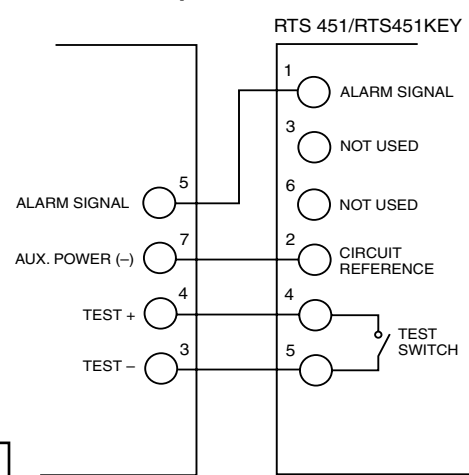 RTS 451/RTS451KEY
1
ALARM SIGNAL
3
NOT USED
6
NOT USED
5
ALARM SIGNAL
7
AUX. POWER (–)
2
CIRCUIT
REFERENCE
4
TEST +
4
3
TEST –
5
TEST
SWITCH